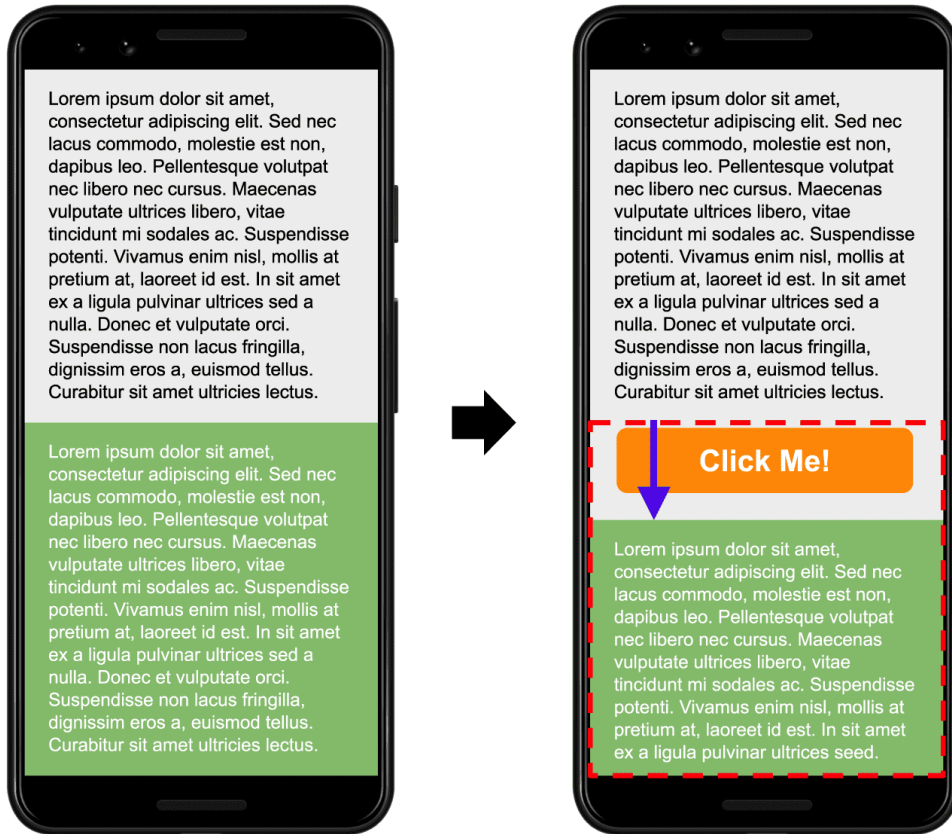 Lorem ipsum dolor sit amet,
consectetur adipiscing elit. Sed nec
lacus commodo, molestie est non,
dapibus leo. Pellentesque volutpat
nec libero nec cursus. Maecenas
vulputate ultrices libero, vitae
tincidunt mi sodales ac. Suspendisse
potenti. Vivamus enim nisl, mollis at
pretium at, laoreet id est. In sit amet
ex a ligula pulvinar ultrices sed a
nulla. Donec et vulputate orci.
Suspendisse non lacus fringilla,
dignissim eros a, euismod tellus.
Curabitur sit amet ultricies lectus.
Lorem ipsum dolor sit amet,
consectetur adipiscing elit. Sed nec
lacus commodo, molestie est non,
dapibus leo. Pellentesque volutpat
nec libero nec cursus. Maecenas
vulputate ultrices libero, vitae
tincidunt mi sodales ac. Suspendisse
potenti. Vivamus enim nisl, mollis at
pretium at, laoreet id est. In sit amet
ex a ligula pulvinar ultrices sed a
nulla. Donec et vulputate orci.
Suspendisse non lacus fringilla,
dignissim eros a, euismod tellus.
Curabitur sit amet ultricies lectus.
Lorem ipsum dolor sit amet,
consectetur adipiscing elit. Sed nec
lacus commodo, molestie est non,
dapibus leo. Pellentesque volutpat
nec libero nec cursus. Maecenas
vulputate ultrices libero, vitae
tincidunt mi sodales ac. Suspendisse
potenti. Vivamus enim nisl, mollis at
pretium at, laoreet id est. In sit amet
ex a ligula pulvinar ultrices sed a
nulla. Donec et vulputate orci.
Suspendisse non lacus fringilla,
dignissim eros a, euismod tellus.
Curabitur sit amet ultricies lectus.
Click Me!
Lorem ipsum dolor sit amet,
consectetur adipiscing elit. Sed nec
lacus commodo, molestie est non,
dapibus leo. Pellentesque volutpat
nec libero nec cursus. Maecenas
vulputate ultrices libero, vitae
tincidunt mi sodales ac. Suspendisse
potenti. Vivamus enim nisl, mollis at
pretium at, laoreet id est. In sit amet
ex a ligula pulvinar ultrices seed.